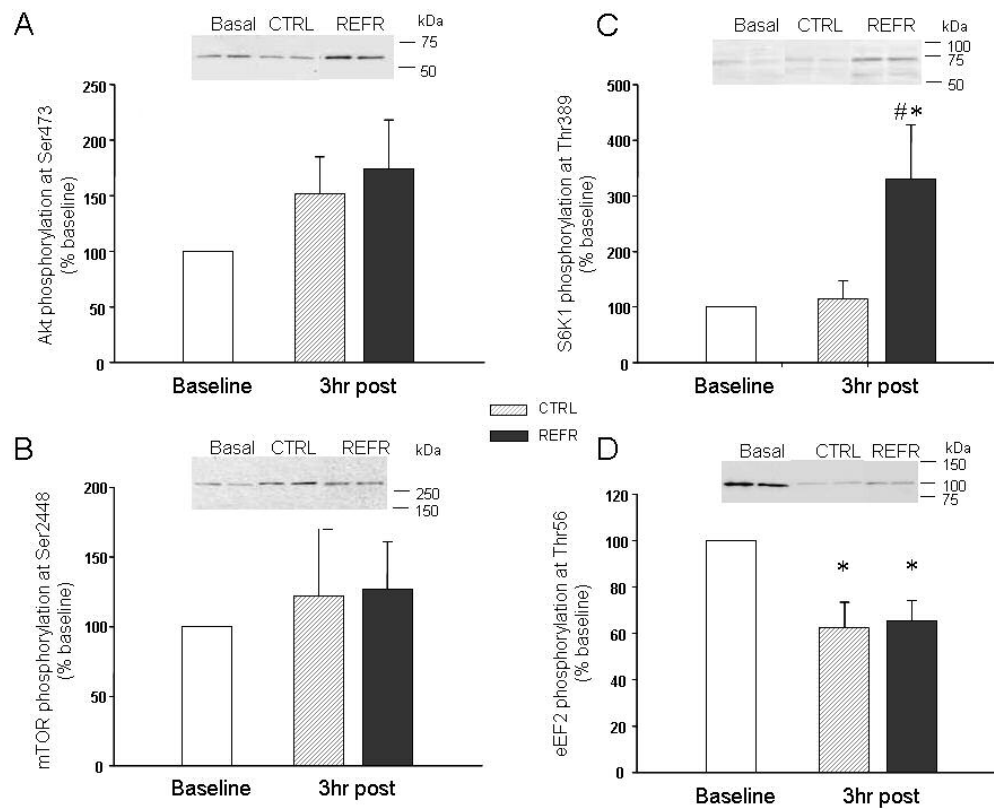 A
Basal CTRL REFR kDa
75
50
Akt phosphorylation at Ser473
(% baseline)
250
200
150
100
50
0
Baseline 3hr post
C
Basal CTRL REFR kDa
100
75
50
S6K1 phosphorylation at Thr389
(% baseline)
500
400
300
200
100
0
#*
Baseline 3hr post
CTRL
REFR
B
Basal CTRL REFR kDa
250
150
mTOR phosphorylation at Ser2448
(% baseline)
200
150
100
50
0
Baseline 3hr post
D
Basal CTRL REFR kDa
150
100
75
eEF2 phosphorylation at Thr56
(% baseline)
120
100
80
60
40
20
0
* *
Baseline 3hr post